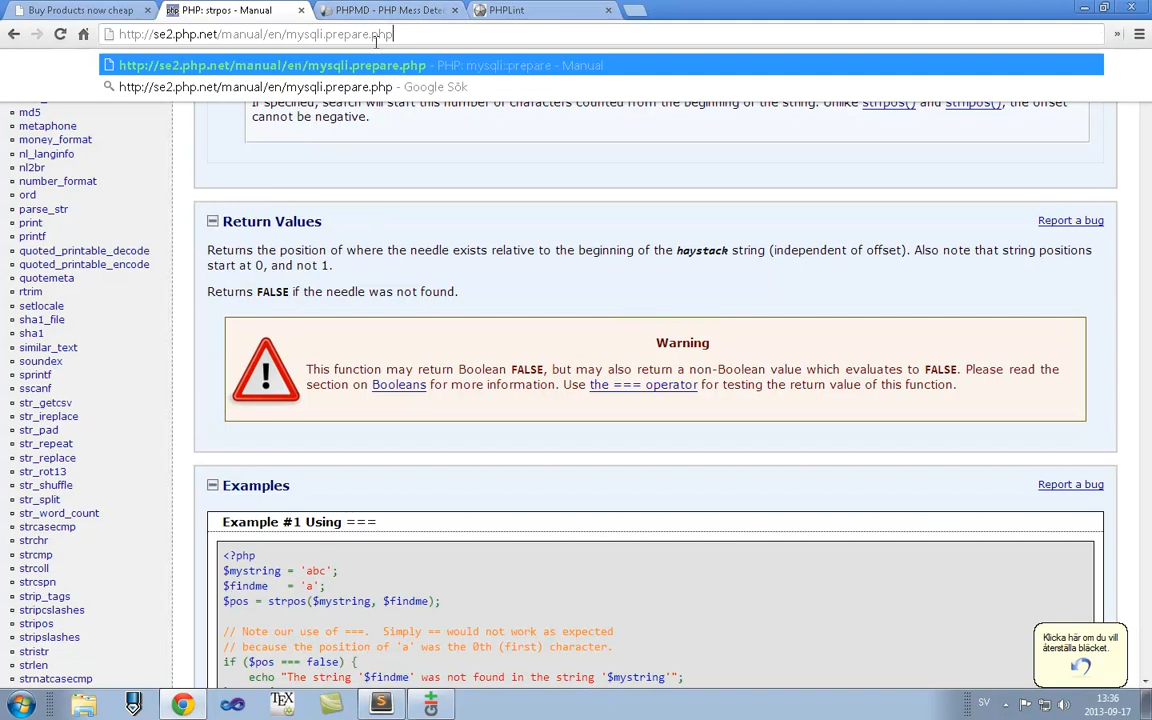 Buy Products now cheap
PHP: strpos - Manual
PHPMD - PHP Mess Dete
PHPLint
http://se2.php.net/manual/en/mysqli.prepare.php
http://se2.php.net/manual/en/mysqli.prepare.php - PHP: mysqli::prepare - Manual
http://se2.php.net/manual/en/mysqli.prepare.php - Google Sök
md5
metaphone
money_format
nl_langinfo
nl2br
number_format
ord
parse_str
print
printf
quoted_printable_decode
quoted_printable_encode
quotemeta
rtrim
setlocale
sha1_file
sha1
similar_text
soundex
sprintf
sscanf
str_getcsv
str_ireplace
str_pad
str_repeat
str_replace
str_rot13
str_shuffle
str_split
str_word_count
strcasecmp
strchr
strcmp
strcoll
strcspn
strip_tags
stripcslashes
stripos
stripslashes
stristr
strlen
strnatcasecmp
If specified, search will start this number of characters counted from the beginning of the string. Unlike strrpos() and strripos(), the offset
cannot be negative.
Return Values
Report a bug
Returns the position of where the needle exists relative to the beginning of the haystack string (independent of offset). Also note that string positions
start at 0, and not 1.
Returns FALSE if the needle was not found.
Warning
This function may return Boolean FALSE, but may also return a non-Boolean value which evaluates to FALSE. Please read the
section on Booleans for more information. Use the === operator for testing the return value of this function.
Examples
Report a bug
Example #1 Using ===
<?php
$mystring = 'abc';
$findme   = 'a';
$pos = strpos($mystring, $findme);
// Note our use of ===.  Simply == would not work as expected
// because the position of 'a' was the 0th (first) character.
if ($pos === false) {
    echo "The string '$findme' was not found in the string '$mystring'";
Klicka här om du vill
återställa bläcket.
SV
13:36
2013-09-17